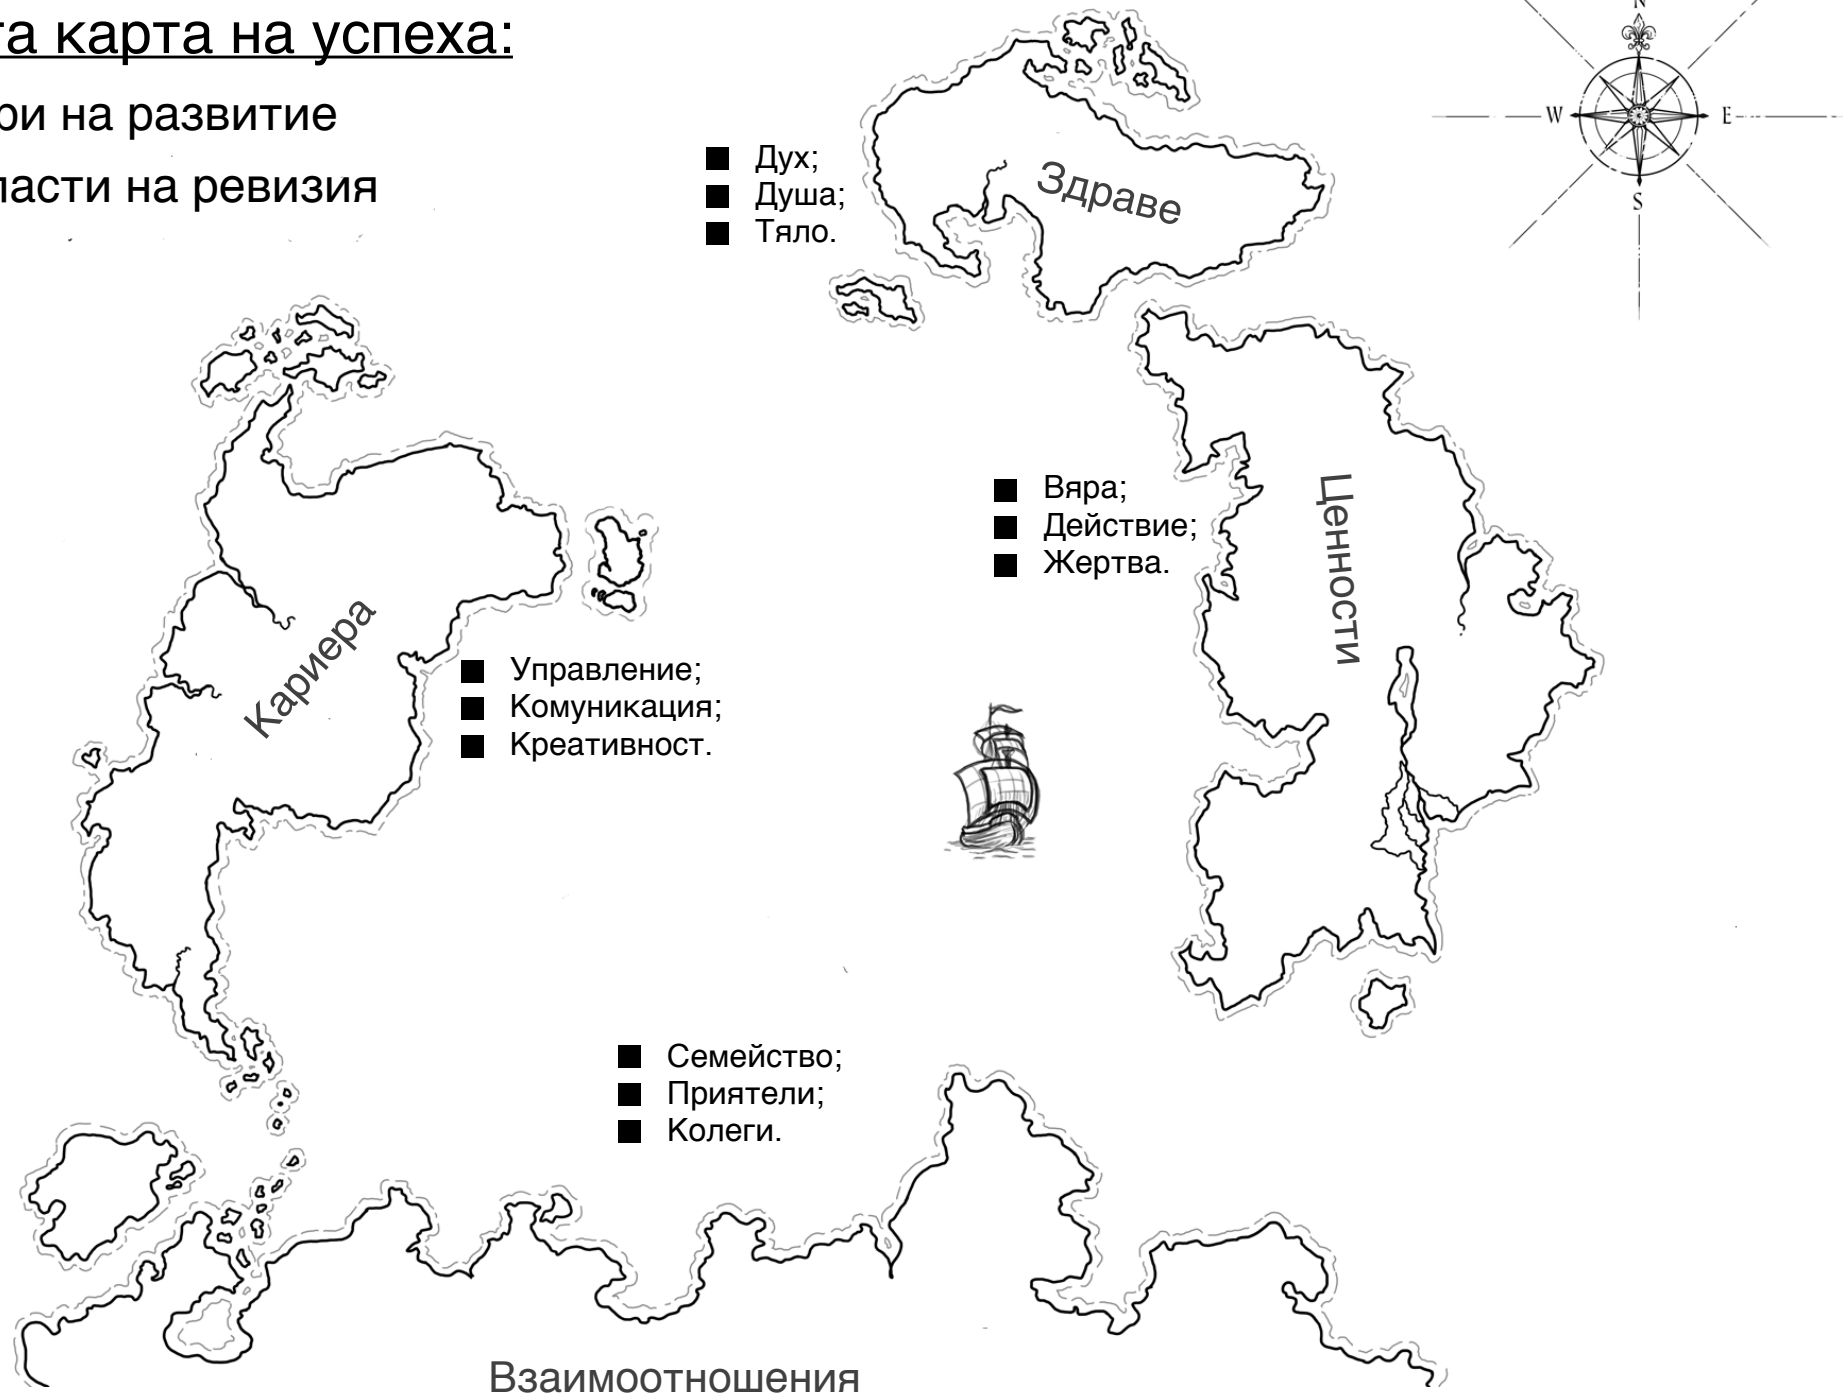 та карта на успеха:
ри на развитие
ласти на ревизия
N
W
E
S
Дух;
Душа;
Тяло.
Здраве
Вяра;
Действие;
Жертва.
Ценности
Кариера
Управление;
Комуникация;
Креативност.
Семейство;
Приятели;
Колеги.
Взаимоотношения